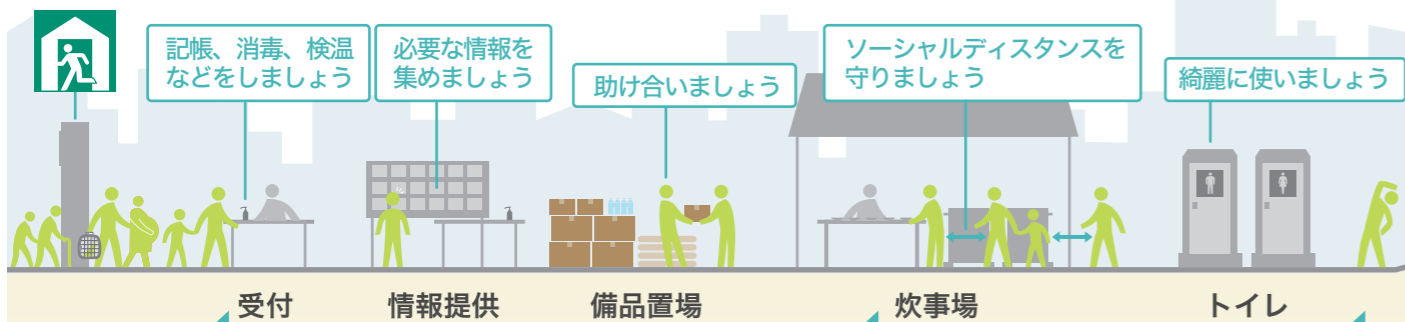 記帳、消毒、検温
などをしましょう
必要な情報を
集めましょう
助け合いましょう
ソーシャルディスタンスを
守りましょう
綺麗に使いましょう
受付
情報提供
備品置場
炊事場
トイレ